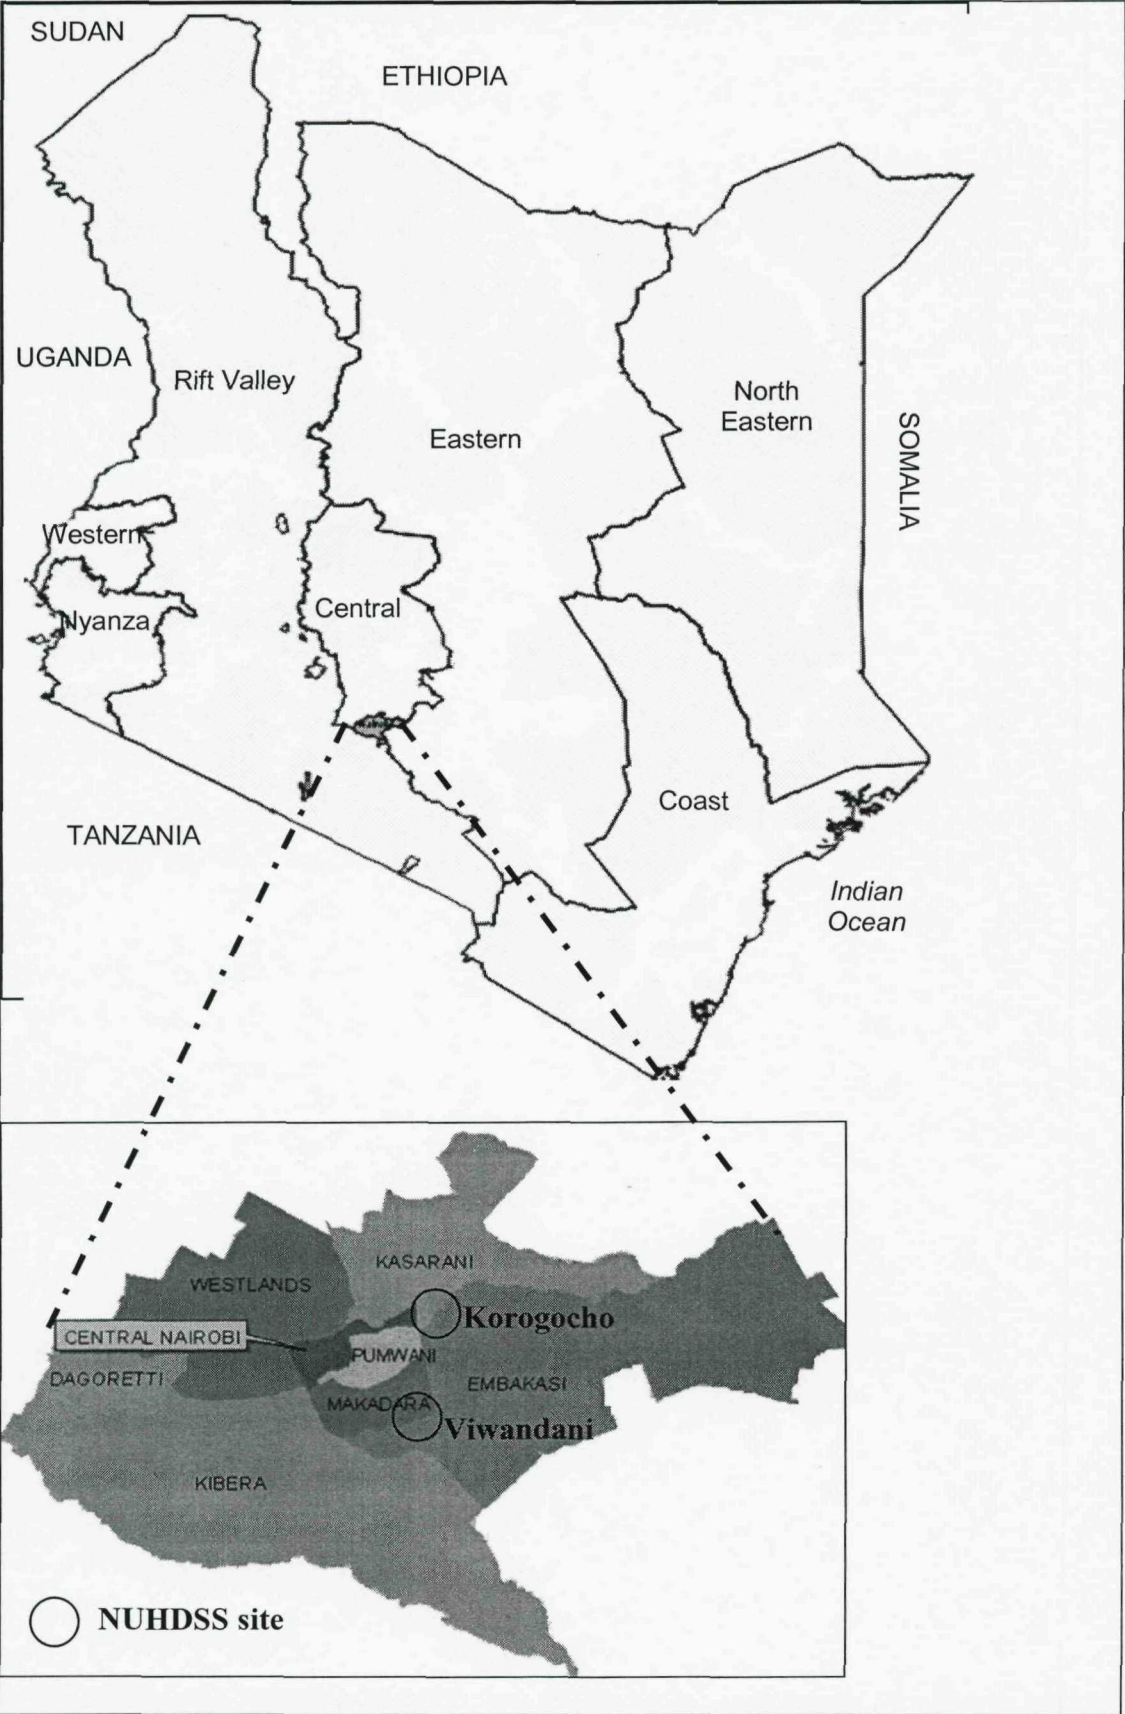 SUDAN
ETHIOPIA
UGANDA
Rift Valley
North
Eastern
Eastern
SOMALIA
Western
Central
Nyanza
Coast
TANZANIA
Indian
Ocean
KASARANI
WESTLANDS
Korogocho
CENTRAL NAIROBI
PUMWANI
DAGORETTI
EMBAKASI
MAKADARA
Viwandani
KIBERA
NUHDSS site